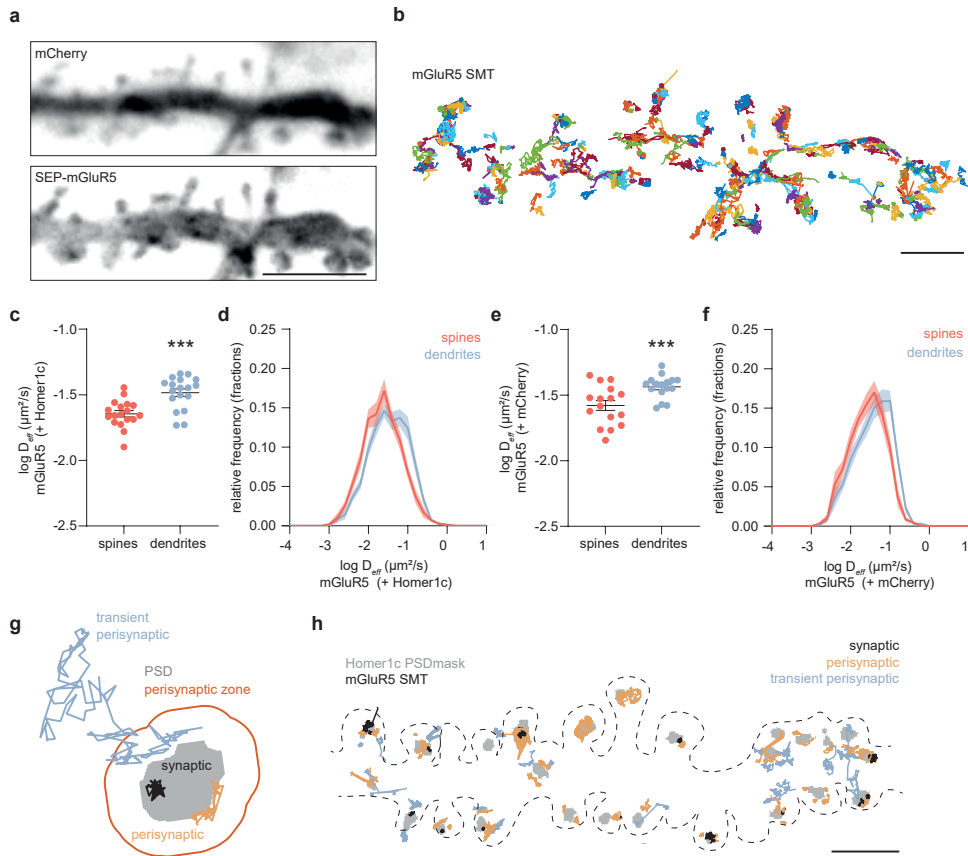 a
mCherry
SEP-mGluR5
b
mGluR5 SMT
c
log D_eff (µm²/s)
mGluR5 (+ Homer1c)
-1.0
-1.5
-2.0
-2.5
***
spines dendrites
d
relative frequency (fractions)
0.25
0.20
0.15
0.10
0.05
0.00
spines
dendrites
-4 -3 -2 -1 0 1
log D_eff (µm²/s)
mGluR5 (+ Homer1c)
e
log D_eff (µm²/s)
mGluR5 (+ mCherry)
-1.0
-1.5
-2.0
-2.5
***
spines dendrites
f
relative frequency (fractions)
0.25
0.20
0.15
0.10
0.05
0.00
spines
dendrites
-4 -3 -2 -1 0 1
log D_eff (µm²/s)
mGluR5 (+ mCherry)
g
transient
perisynaptic
PSD
perisynaptic zone
synaptic
perisynaptic
h
Homer1c PSDmask
mGluR5 SMT
synaptic
perisynaptic
transient perisynaptic